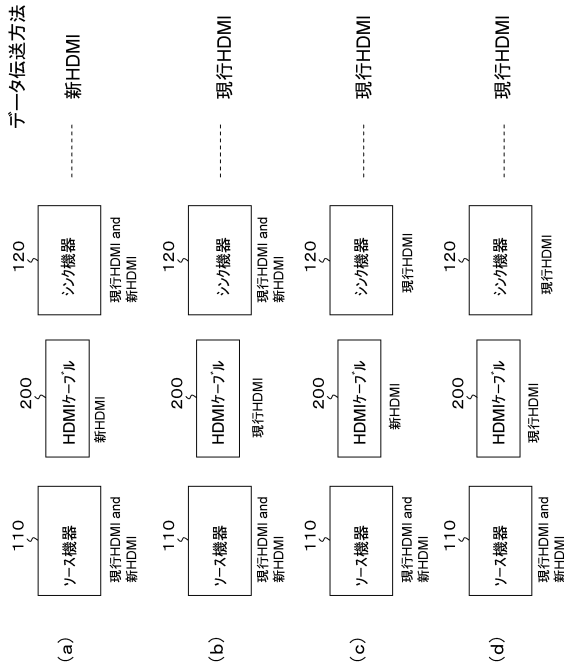 データ伝送方法
(a)
110
ソース機器
現行HDMI and
新HDMI
200
HDMIケーブル
新HDMI
120
シンク機器
現行HDMI and
新HDMI
新HDMI
(b)
110
ソース機器
現行HDMI and
新HDMI
200
HDMIケーブル
現行HDMI
120
シンク機器
現行HDMI and
新HDMI
現行HDMI
(c)
110
ソース機器
現行HDMI and
新HDMI
200
HDMIケーブル
新HDMI
120
シンク機器
現行HDMI
現行HDMI
(d)
110
ソース機器
現行HDMI and
新HDMI
200
HDMIケーブル
現行HDMI
120
シンク機器
現行HDMI
現行HDMI